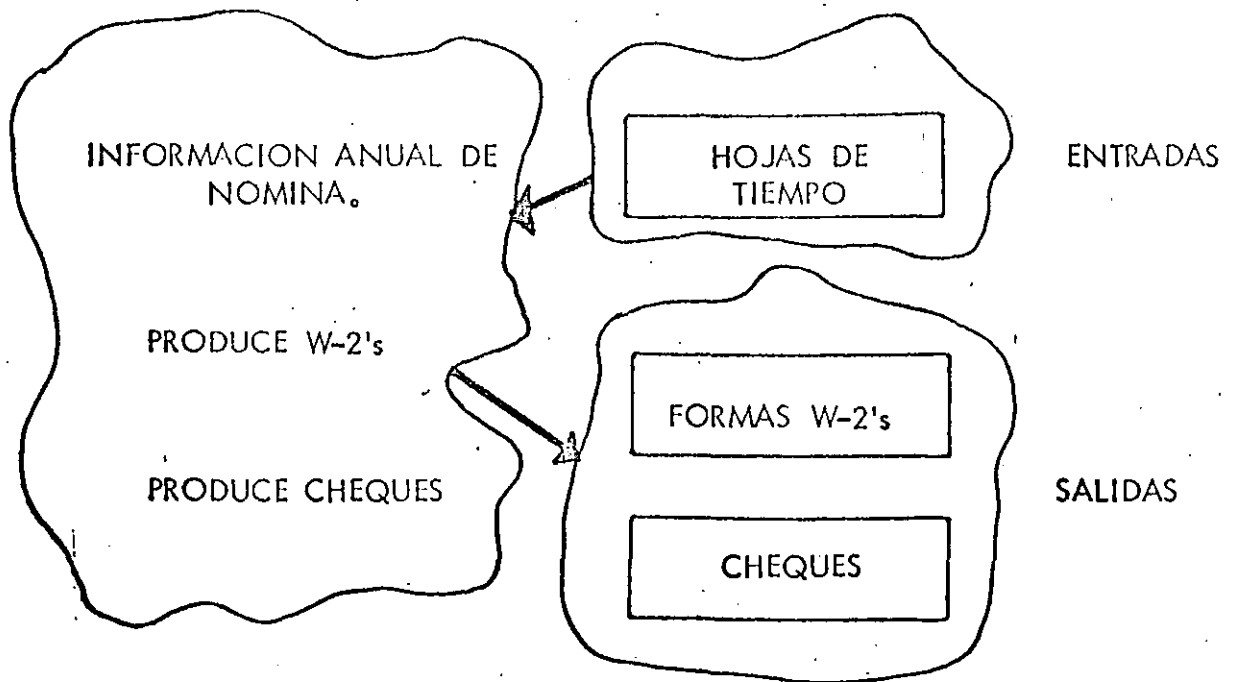 INFORMACION ANUAL DE
NOMINA.
PRODUCE W-2's
PRODUCE CHEQUES
HOJAS DE
TIEMPO
ENTRADAS
FORMAS W-2's
CHEQUES
SALIDAS